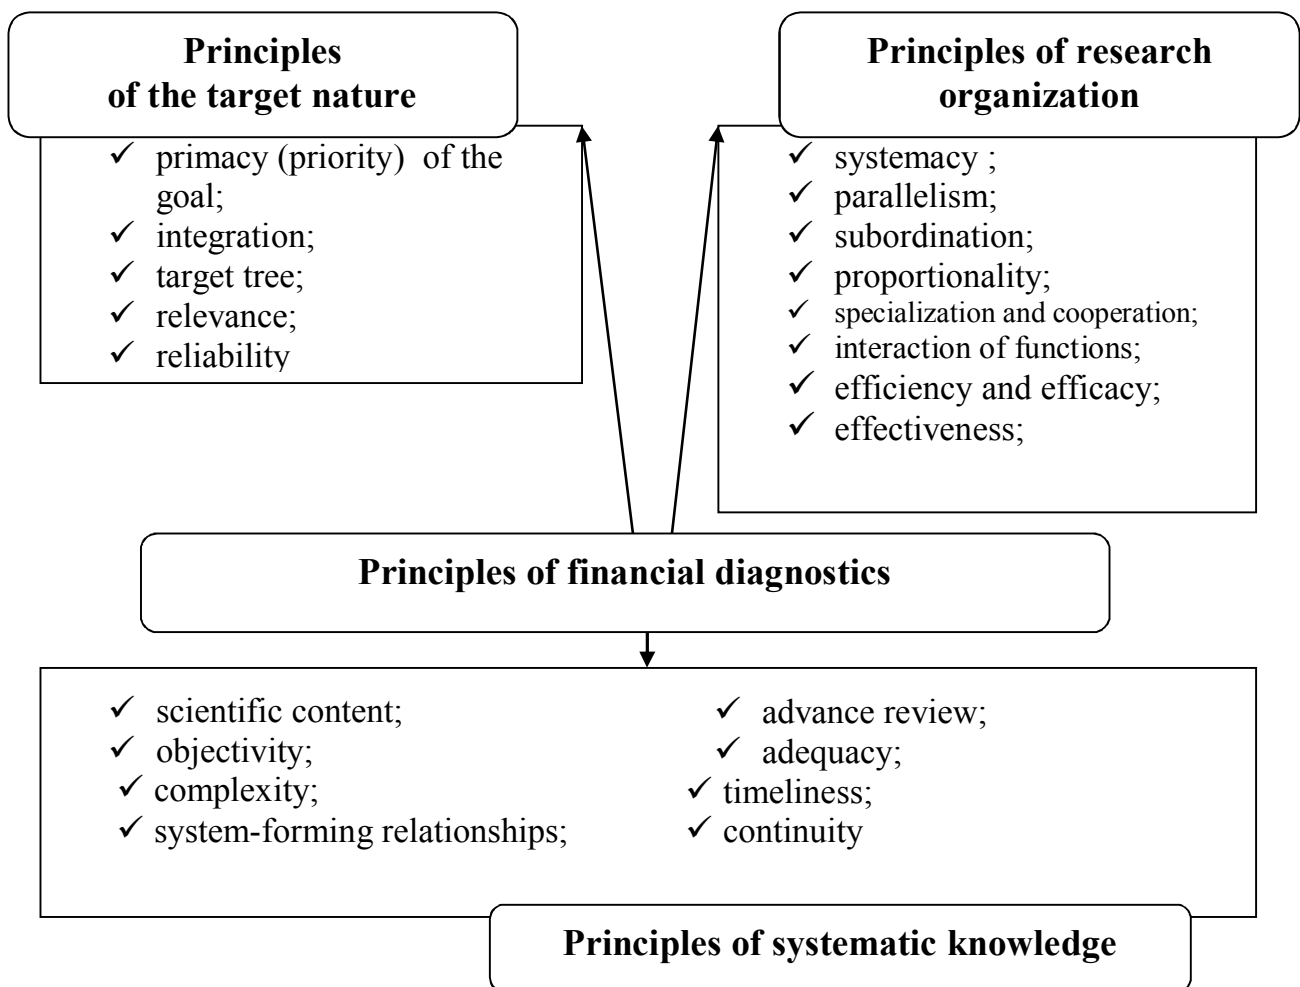 Principles
of the target nature
✓ primacy (priority) of the
goal;
✓ integration;
✓ target tree;
✓ relevance;
✓ reliability
Principles of research
organization
✓ systemacy ;
✓ parallelism;
✓ subordination;
✓ proportionality;
✓ specialization and cooperation;
✓ interaction of functions;
✓ efficiency and efficacy;
✓ effectiveness;
Principles of financial diagnostics
✓ scientific content;
✓ objectivity;
✓ complexity;
✓ system-forming relationships;
✓ advance review;
✓ adequacy;
✓ timeliness;
✓ continuity
Principles of systematic knowledge